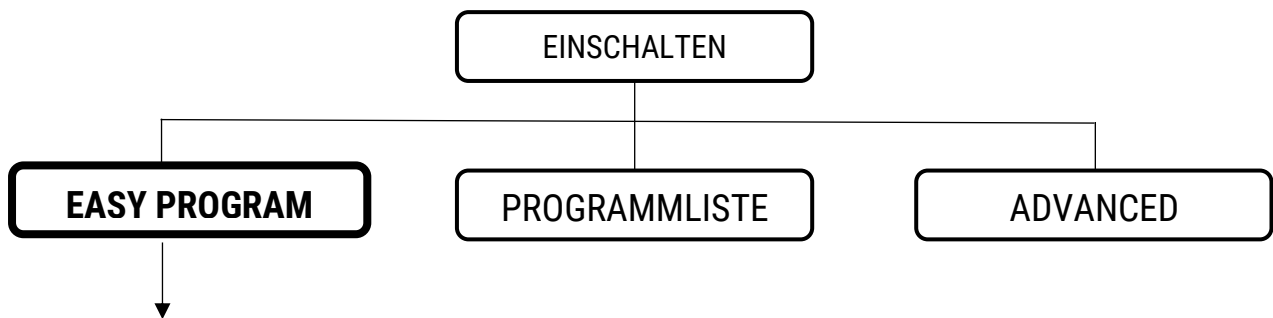 EINSCHALTEN
EASY PROGRAM
PROGRAMMLISTE
ADVANCED